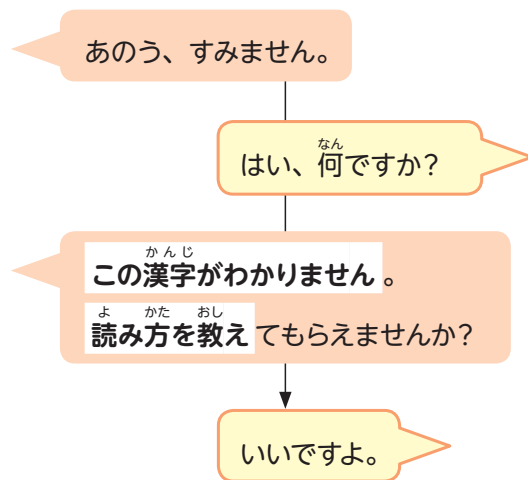 あのう、すみません。
なん
はい、何ですか？
かんじ
この漢字がわかりません。
よ かた おし
読み方を教えてもらえませんか？
いいですよ。